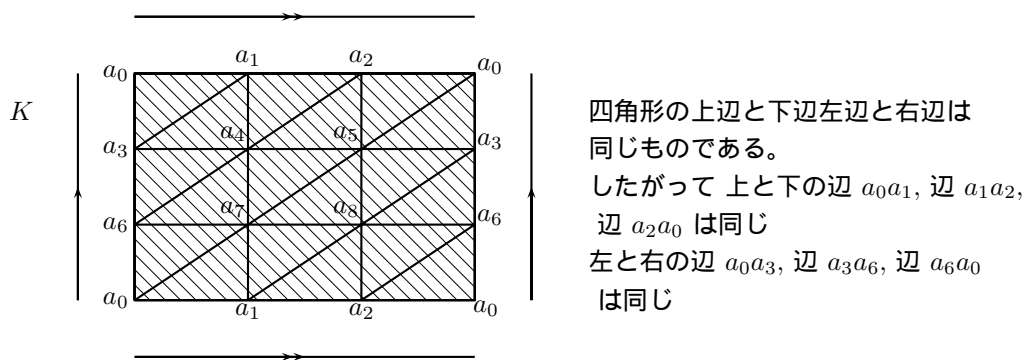 a₁ a₂
a₀ a₀
K
a₄ a₅
a₃ a₃
a₇ a₈
a₆ a₆
a₀ a₀
a₁ a₂
四角形の上辺と下辺左辺と右辺は
同じものである。
したがって 上と下の辺 a₀a₁, 辺 a₁a₂,
辺 a₂a₀ は同じ
左と右の辺 a₀a₃, 辺 a₃a₆, 辺 a₆a₀
は同じ